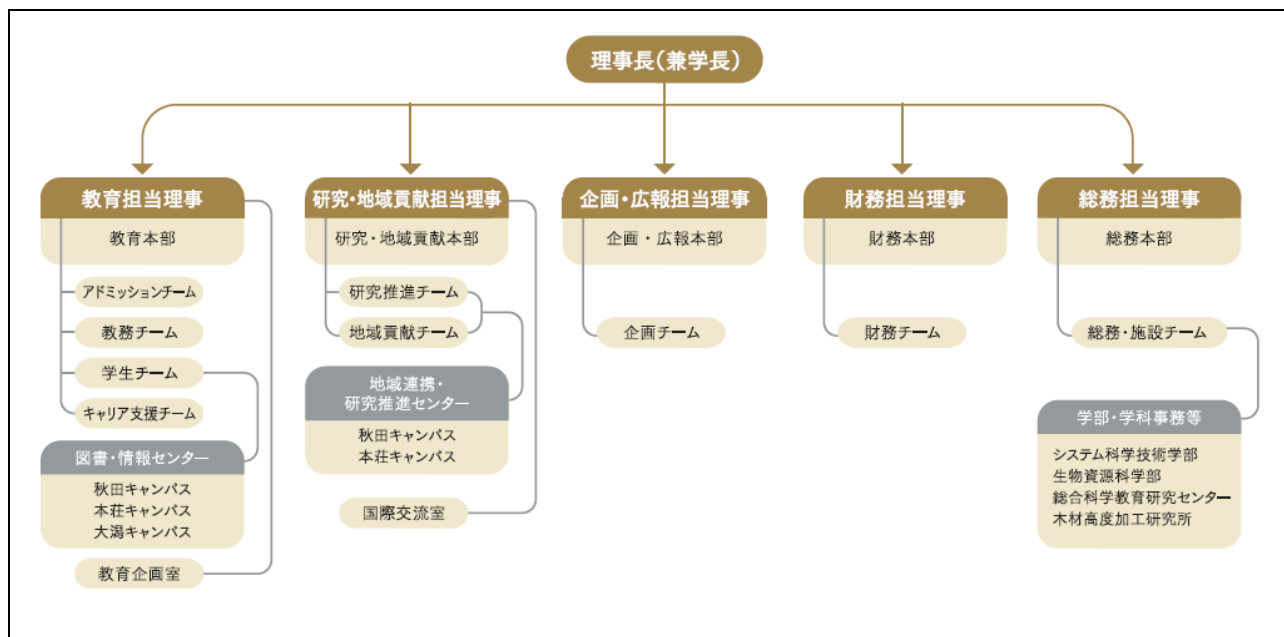 理事長(兼学長)
教育担当理事
教育本部
アドミッションチーム
教務チーム
学生チーム
キャリア支援チーム
図書・情報センター
秋田キャンパス
本荘キャンパス
大潟キャンパス
教育企画室
研究・地域貢献担当理事
研究・地域貢献本部
研究推進チーム
地域貢献チーム
地域連携・
研究推進センター
秋田キャンパス
本荘キャンパス
国際交流室
企画・広報担当理事
企画・広報本部
企画チーム
財務担当理事
財務本部
財務チーム
総務担当理事
総務本部
総務・施設チーム
学部・学科事務等
システム科学技術学部
生物資源科学部
総合科学教育研究センター
木材高度加工研究所